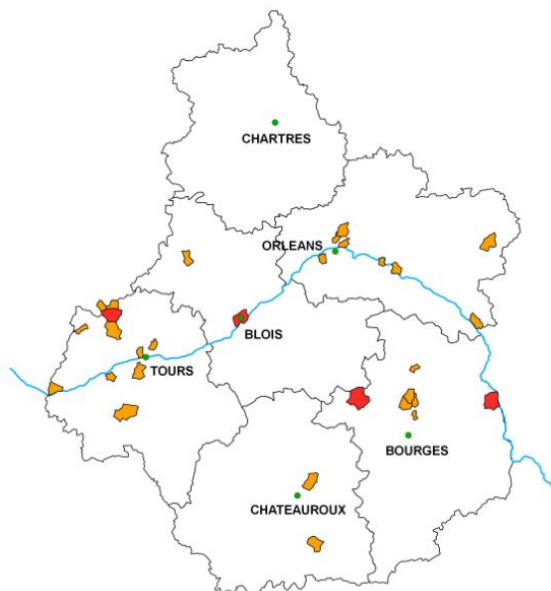 CHARTRES
ORLEANS
BLOIS
TOURS
BOURGES
CHATEAUROUX